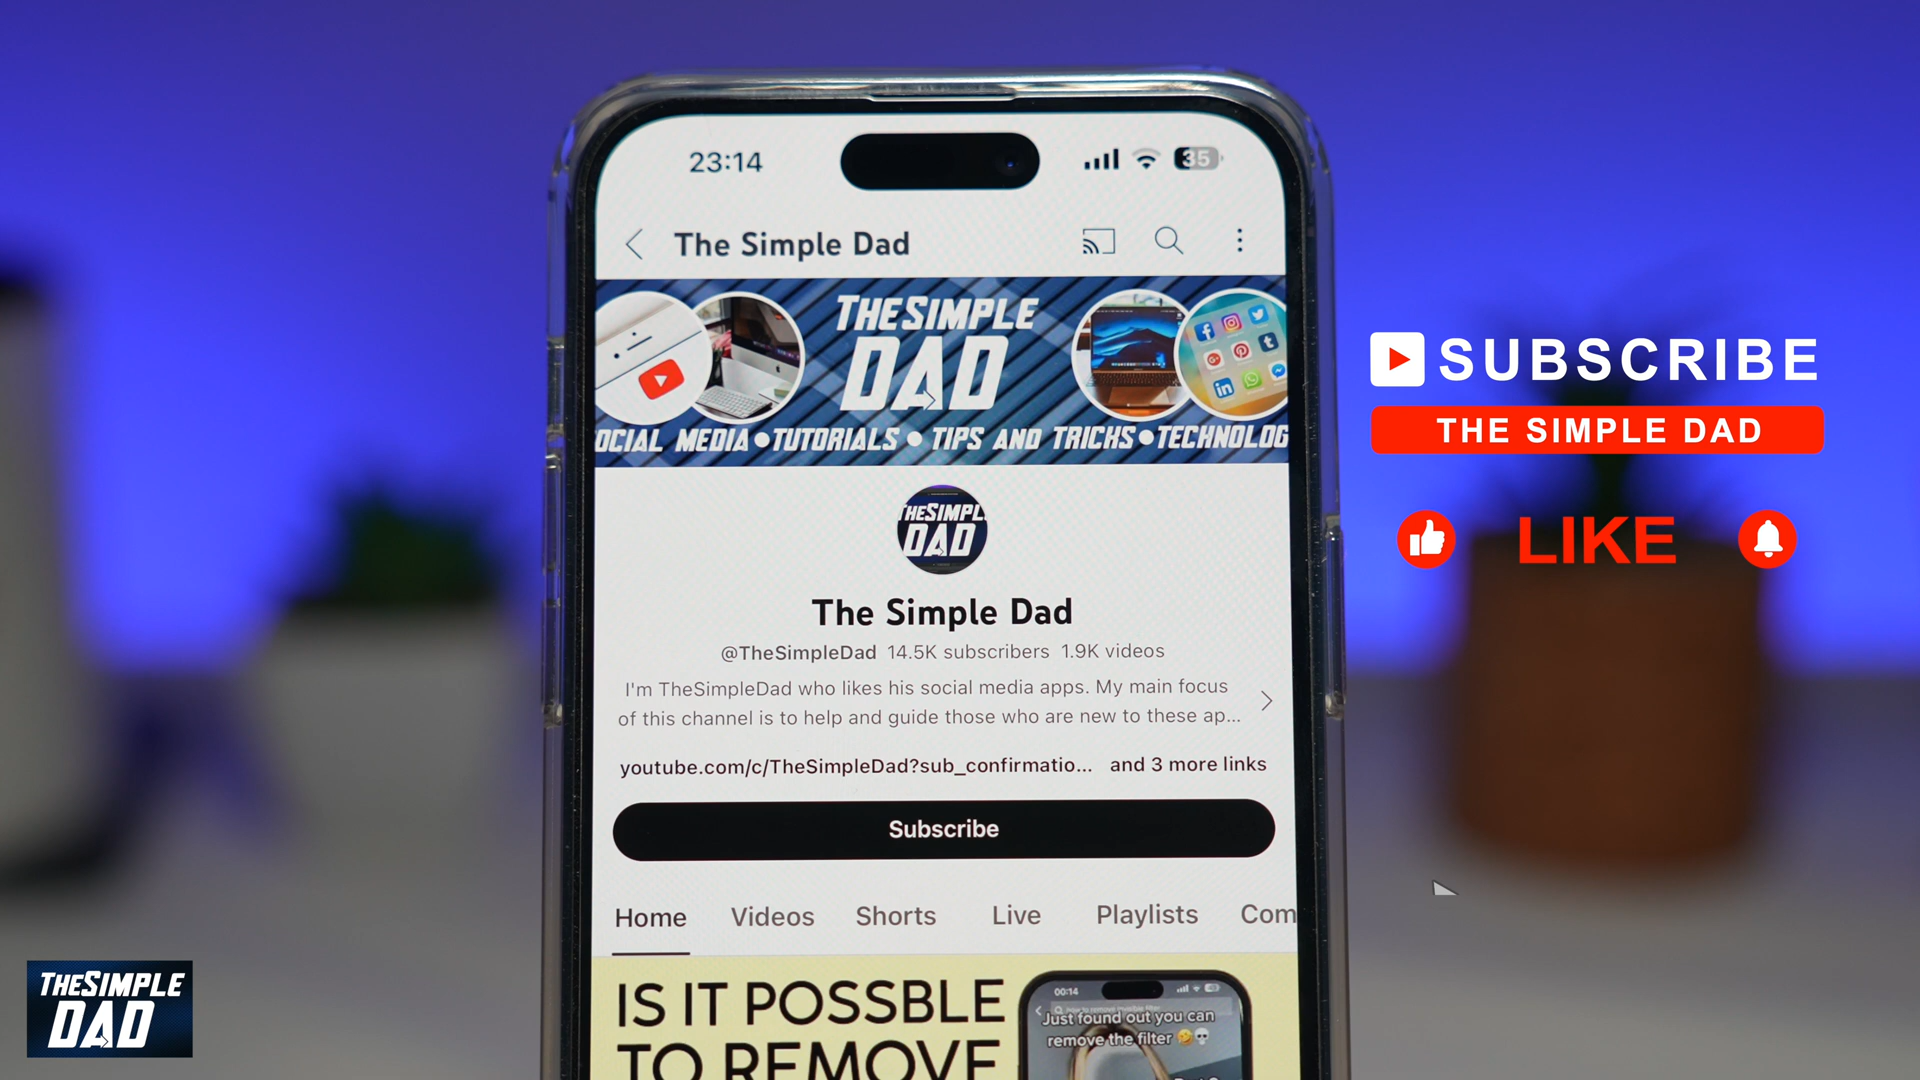 23:14
35
The Simple Dad
THESIMPLE
DAD
OCIAL MEDIA ● TUTORIALS ● TIPS AND TRICKS ● TECHNOLOG
SUBSCRIBE
THE SIMPLE DAD
LIKE
HESIMPL
DAD
The Simple Dad
@TheSimpleDad 14.5K subscribers 1.9K videos
I'm TheSimpleDad who likes his social media apps. My main focus
of this channel is to help and guide those who are new to these ap...
youtube.com/c/TheSimpleDad?sub_confirmatio... and 3 more links
Subscribe
Home Videos Shorts Live Playlists Com
IS IT POSSBLE
TO REMOVE
00:14
Just found out you can
remove the filter 🤣💀
THESIMPLE
DAD